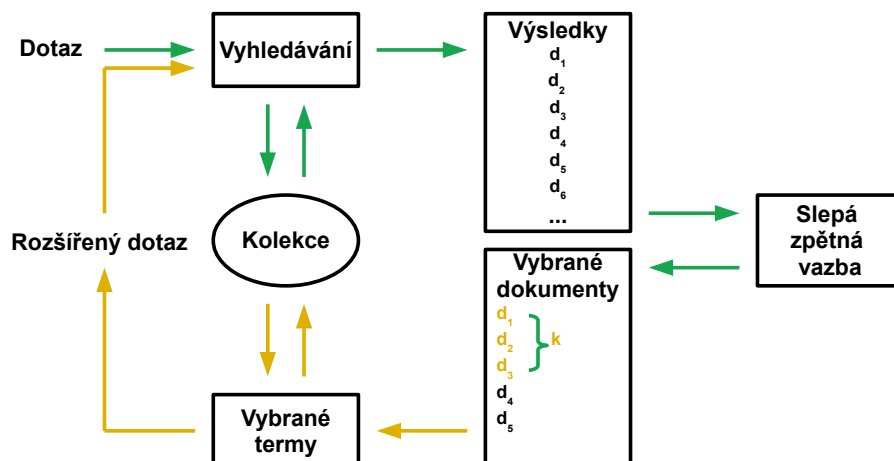 Dotaz
Vyhledávání
Výsledky
d1
d2
d3
d4
d5
d6
...
Kolekce
Rozšířený dotaz
Slepá
zpětná
vazba
Vybrané
dokumenty
d1
d2
k
d3
d4
d5
Vybrané
termy